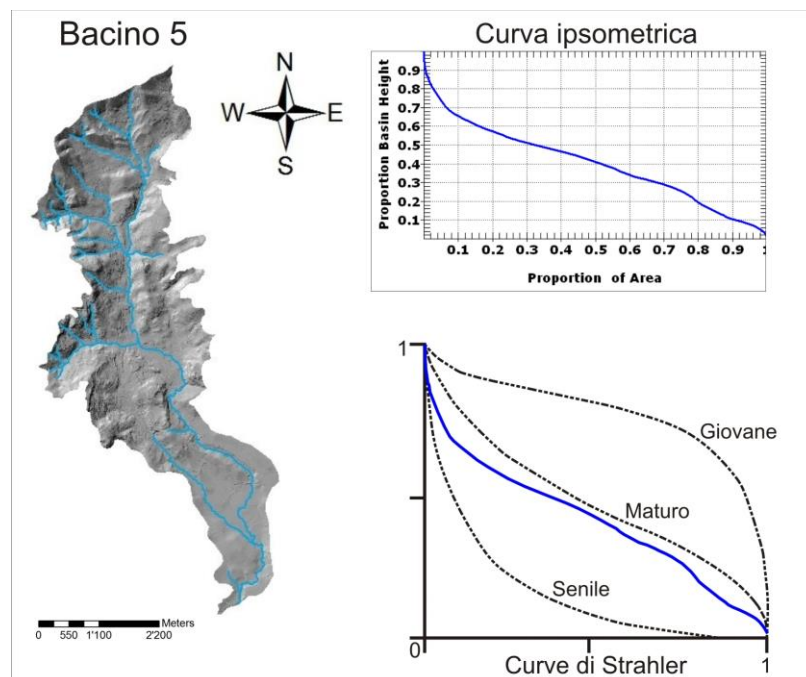 Bacino 5
N
W E
S
Meters
0 550 1'100 2'200
Curva ipsometrica
Proportion Basin Height
0.9
0.8
0.7
0.6
0.5
0.4
0.3
0.2
0.1
0.1 0.2 0.3 0.4 0.5 0.6 0.7 0.8 0.9 1
Proportion of Area
1
Giovane
Maturo
Senile
0 1
Curve di Strahler